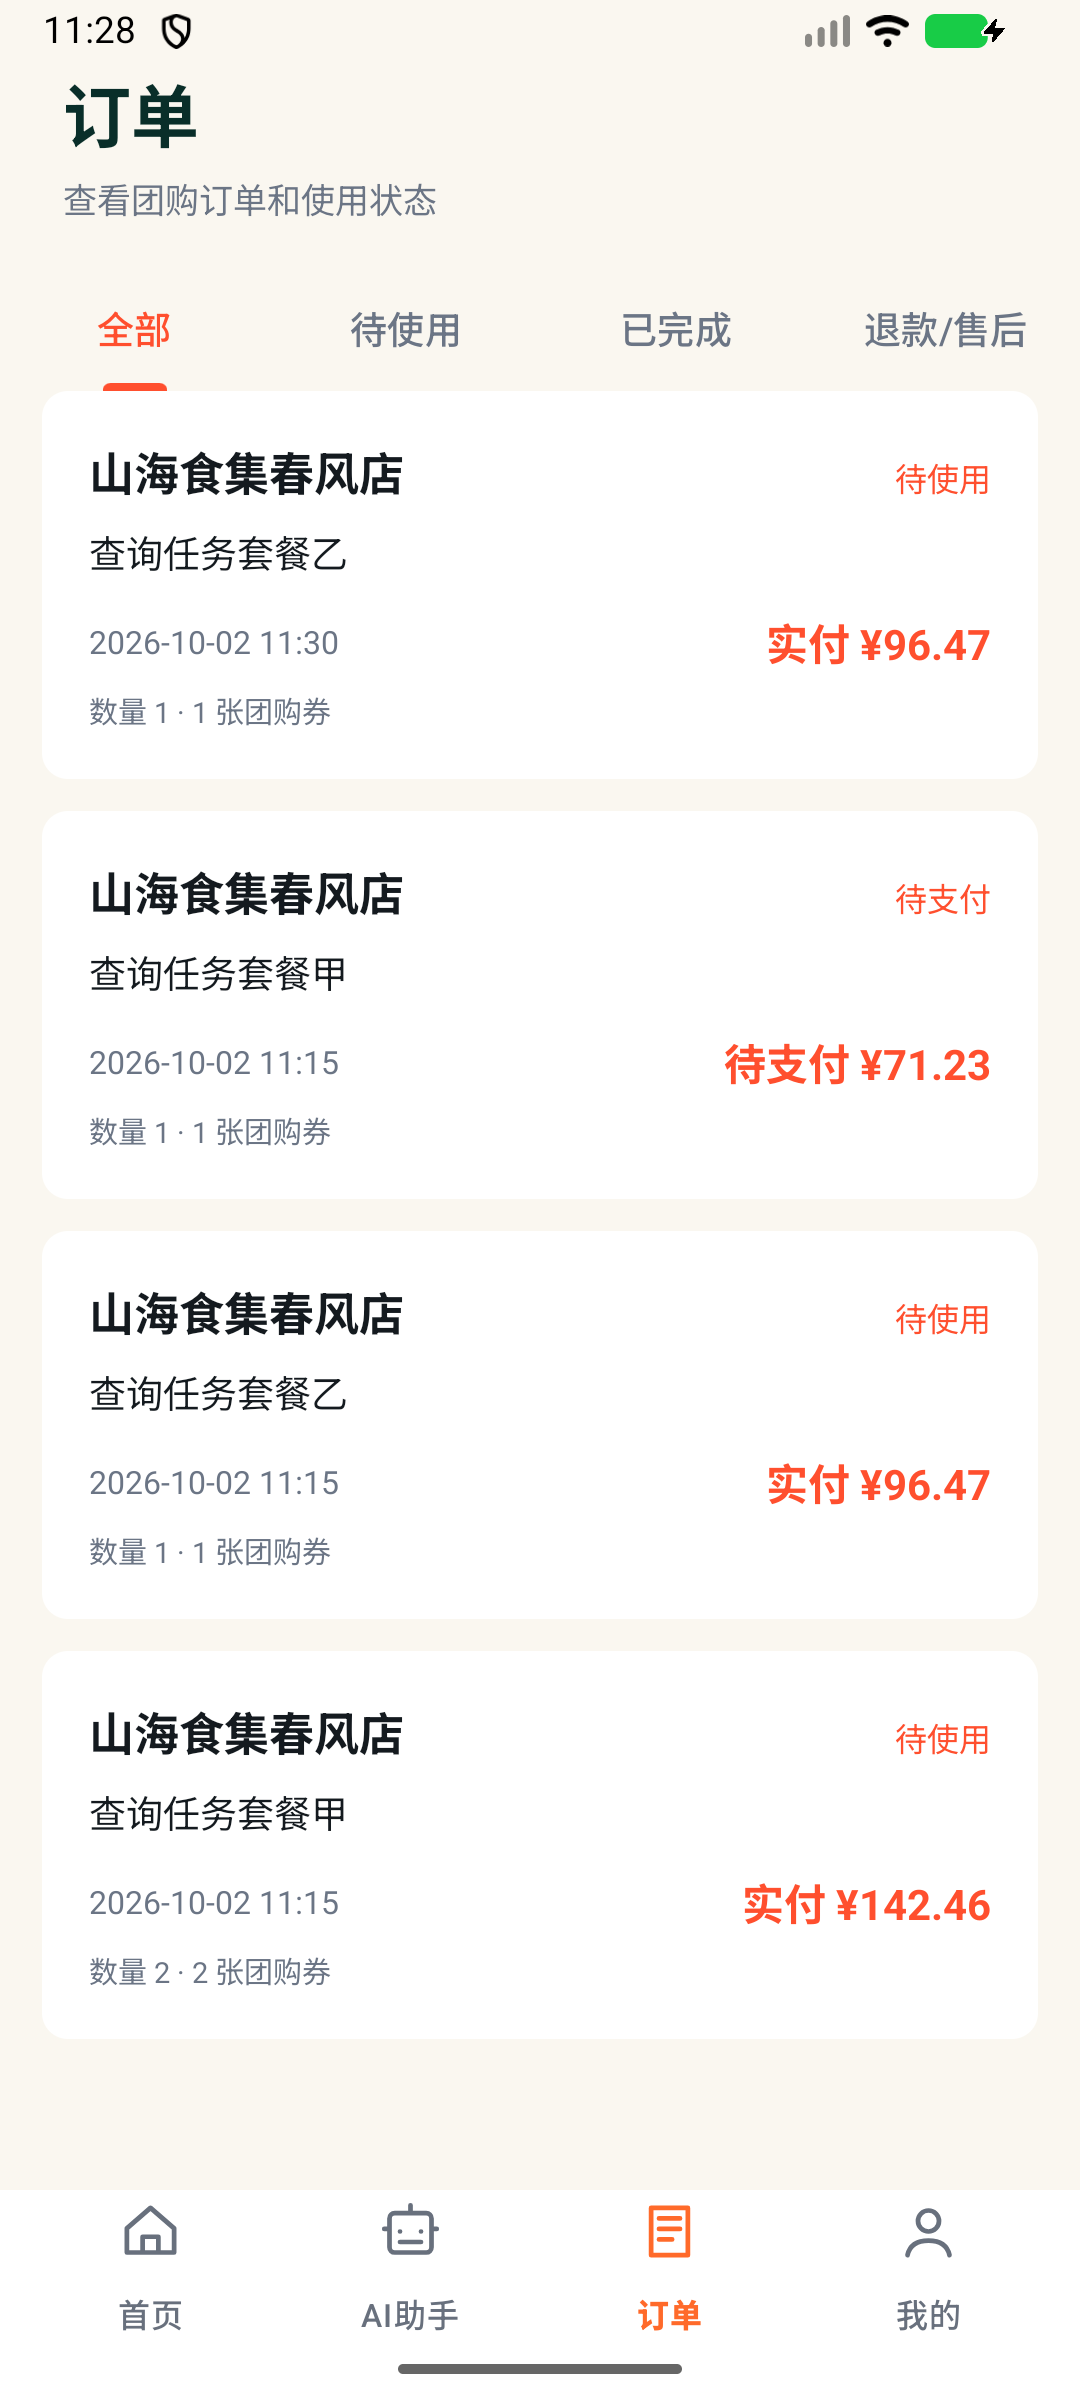 11:28
订单
查看团购订单和使用状态
全部 待使用 已完成 退款/售后
山海食集春风店 待使用
查询任务套餐乙
2026-10-02 11:30 实付 ¥96.47
数量 1 · 1 张团购券
山海食集春风店 待支付
查询任务套餐甲
2026-10-02 11:15 待支付 ¥71.23
数量 1 · 1 张团购券
山海食集春风店 待使用
查询任务套餐乙
2026-10-02 11:15 实付 ¥96.47
数量 1 · 1 张团购券
山海食集春风店 待使用
查询任务套餐甲
2026-10-02 11:15 实付 ¥142.46
数量 2 · 2 张团购券
首页 AI助手 订单 我的